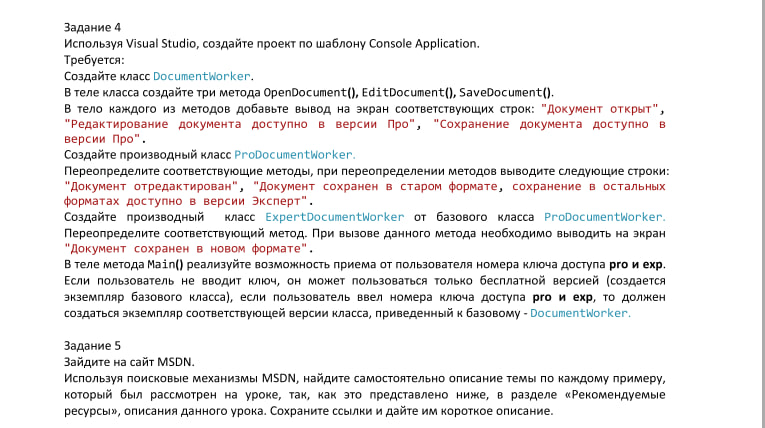 Задание 4
Используя Visual Studio, создайте проект по шаблону Console Application.
Требуется:
Создайте класс DocumentWorker.
В теле класса создайте три метода OpenDocument(), EditDocument(), SaveDocument().
В тело каждого из методов добавьте вывод на экран соответствующих строк: "Документ открыт",
"Редактирование документа доступно в версии Про", "Сохранение документа доступно в
версии Про".
Создайте производный класс ProDocumentWorker.
Переопределите соответствующие методы, при переопределении методов выводите следующие строки:
"Документ отредактирован", "Документ сохранен в старом формате, сохранение в остальных
форматах доступно в версии Эксперт".
Создайте производный класс ExpertDocumentWorker от базового класса ProDocumentWorker.
Переопределите соответствующий метод. При вызове данного метода необходимо выводить на экран
"Документ сохранен в новом формате".
В теле метода Main() реализуйте возможность приема от пользователя номера ключа доступа pro и exp.
Если пользователь не вводит ключ, он может пользоваться только бесплатной версией (создается
экземпляр базового класса), если пользователь ввел номера ключа доступа pro и exp, то должен
создаться экземпляр соответствующей версии класса, приведенный к базовому - DocumentWorker.
Задание 5
Зайдите на сайт MSDN.
Используя поисковые механизмы MSDN, найдите самостоятельно описание темы по каждому примеру,
который был рассмотрен на уроке, так, как это представлено ниже, в разделе «Рекомендуемые
ресурсы», описания данного урока. Сохраните ссылки и дайте им короткое описание.